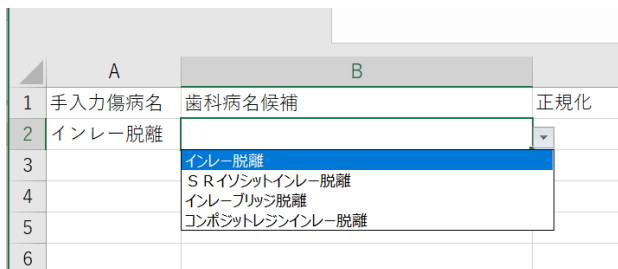 A B
1 手入力傷病名 歯科病名候補 正規化
2 インレー脱離
インレー脱離
ＳＲイソシットインレー脱離
インレーブリッジ脱離
コンポジットレジンインレー脱離
3
4
5
6